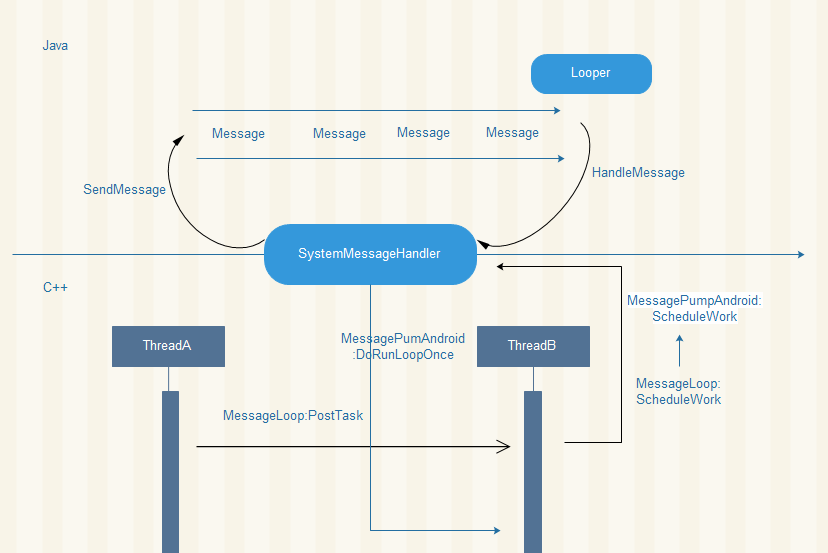 Java
Looper
Message
Message
Message
Message
HandleMessage
SendMessage
SystemMessageHandler
C++
MessagePumpAndroid:
ScheduleWork
ThreadA
MessagePumAndroid
:DoRunLoopOnce
ThreadB
MessageLoop:
ScheduleWork
MessageLoop:PostTask